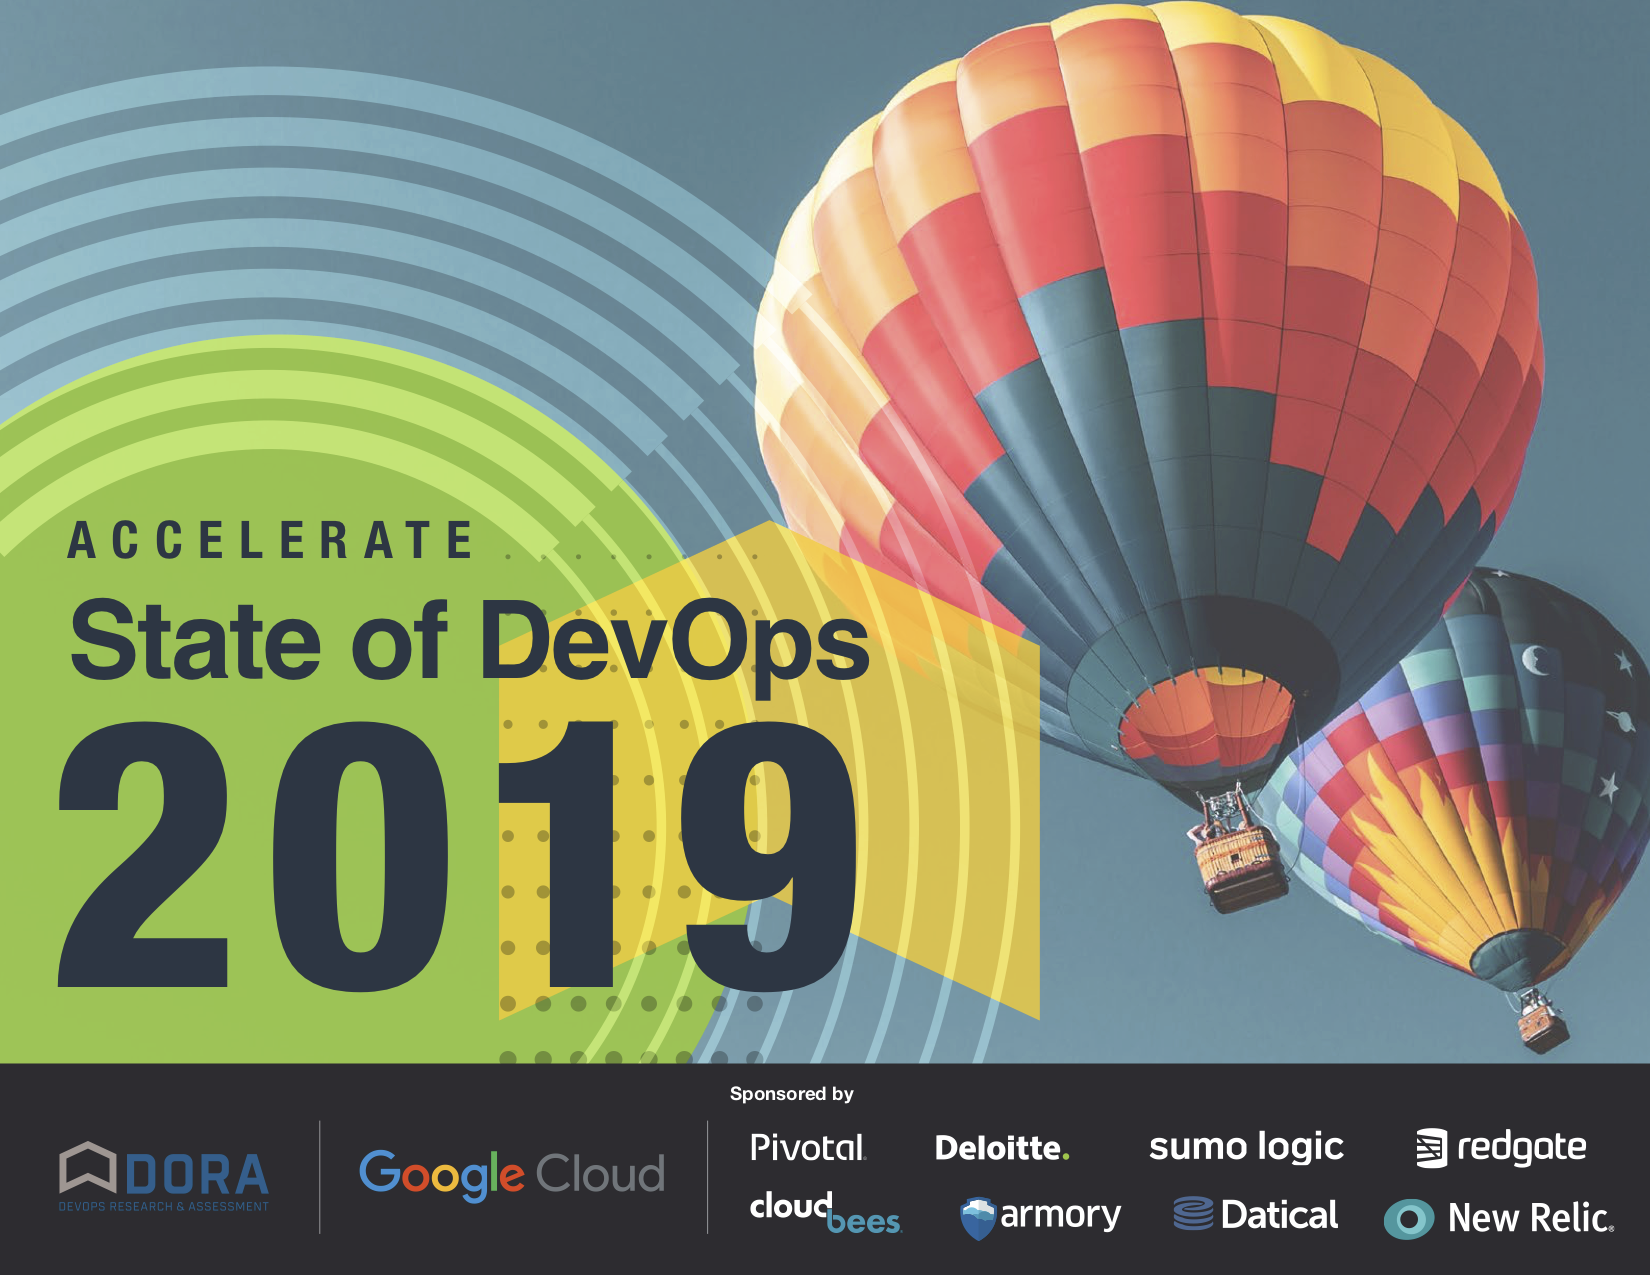 ACCELERATE
State of DevOps
2019
Sponsored by
DORA
DEVOPS RESEARCH & ASSESSMENT
Google Cloud
Pivotal.
Deloitte.
sumo logic
redgate
cloudbees.
armory
Datical
New Relic®